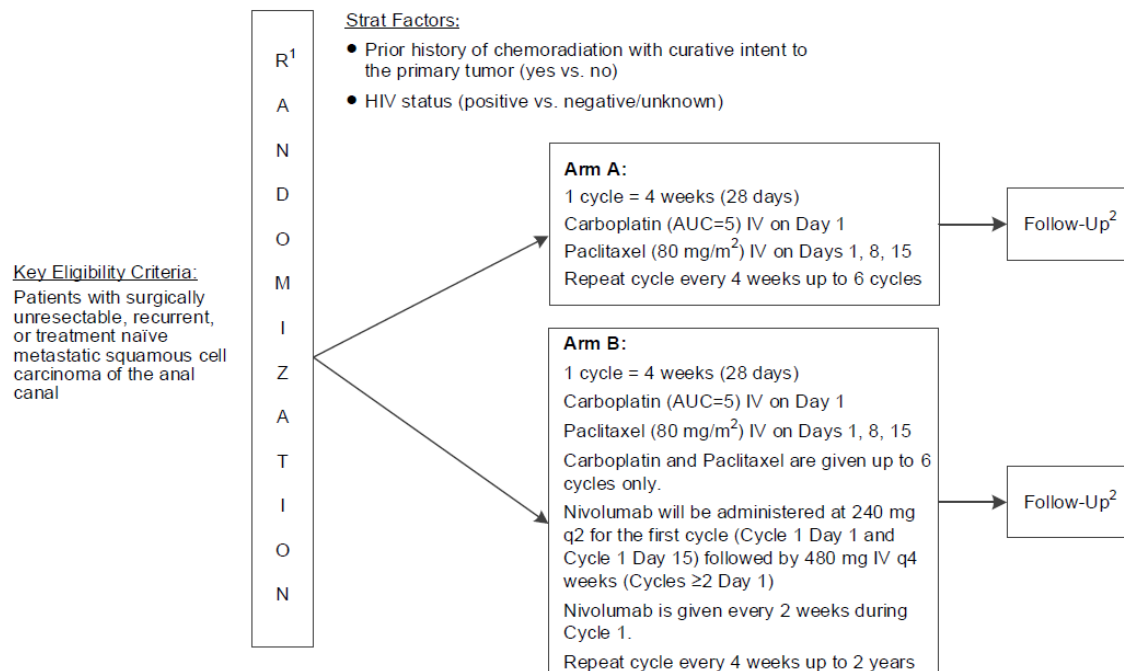 Strat Factors:
● Prior history of chemoradiation with curative intent to
the primary tumor (yes vs. no)
● HIV status (positive vs. negative/unknown)
Key Eligibility Criteria:
Patients with surgically
unresectable, recurrent,
or treatment naïve
metastatic squamous cell
carcinoma of the anal
canal
R¹
A
N
D
O
M
I
Z
A
T
I
O
N
Arm A:
1 cycle = 4 weeks (28 days)
Carboplatin (AUC=5) IV on Day 1
Paclitaxel (80 mg/m²) IV on Days 1, 8, 15
Repeat cycle every 4 weeks up to 6 cycles
Follow-Up²
Arm B:
1 cycle = 4 weeks (28 days)
Carboplatin (AUC=5) IV on Day 1
Paclitaxel (80 mg/m²) IV on Days 1, 8, 15
Carboplatin and Paclitaxel are given up to 6
cycles only.
Nivolumab will be administered at 240 mg
q2 for the first cycle (Cycle 1 Day 1 and
Cycle 1 Day 15) followed by 480 mg IV q4
weeks (Cycles ≥2 Day 1)
Nivolumab is given every 2 weeks during
Cycle 1.
Repeat cycle every 4 weeks up to 2 years
Follow-Up²